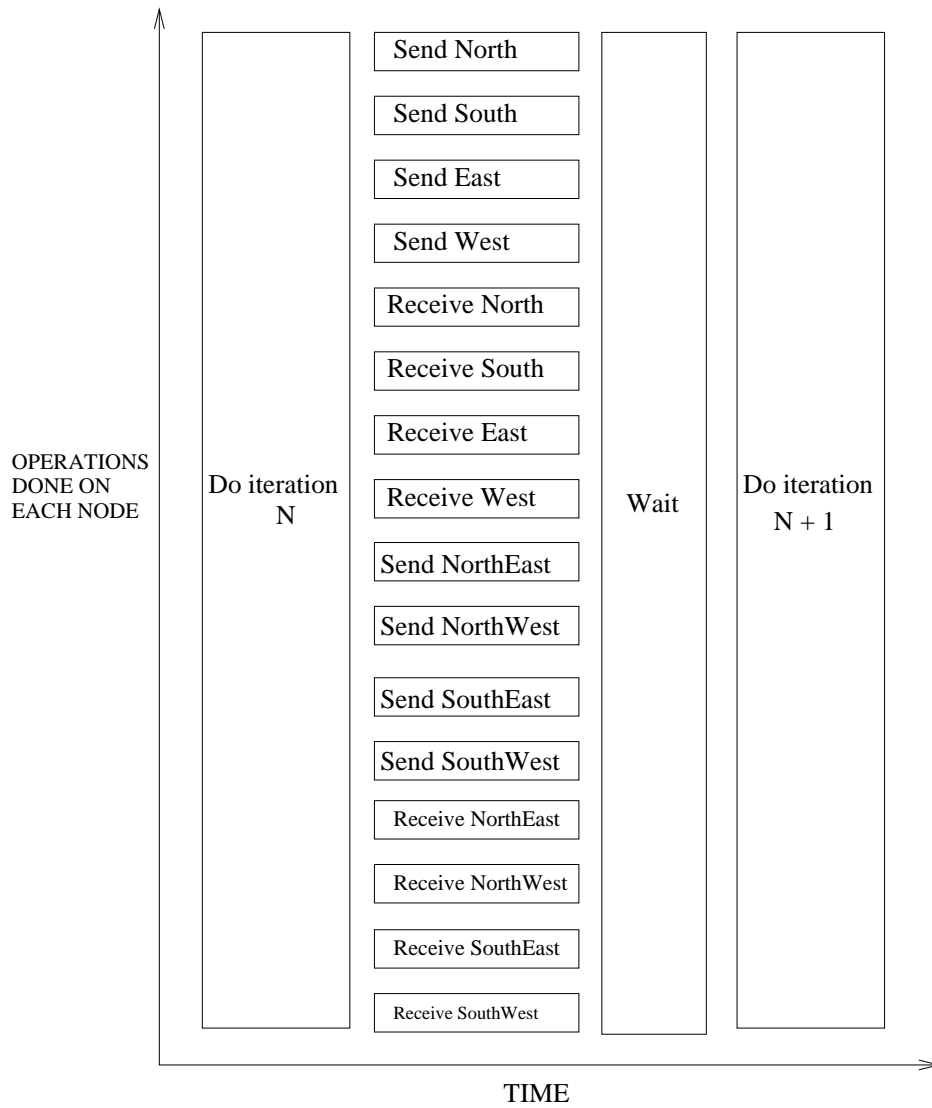 Send North
Send South
Send East
Send West
Receive North
Receive South
Receive East
Receive West
Send NorthEast
Send NorthWest
Send SouthEast
Send SouthWest
Receive NorthEast
Receive NorthWest
Receive SouthEast
Receive SouthWest
OPERATIONS
DONE ON
EACH NODE
Do iteration
N
Wait
Do iteration
N + 1
TIME